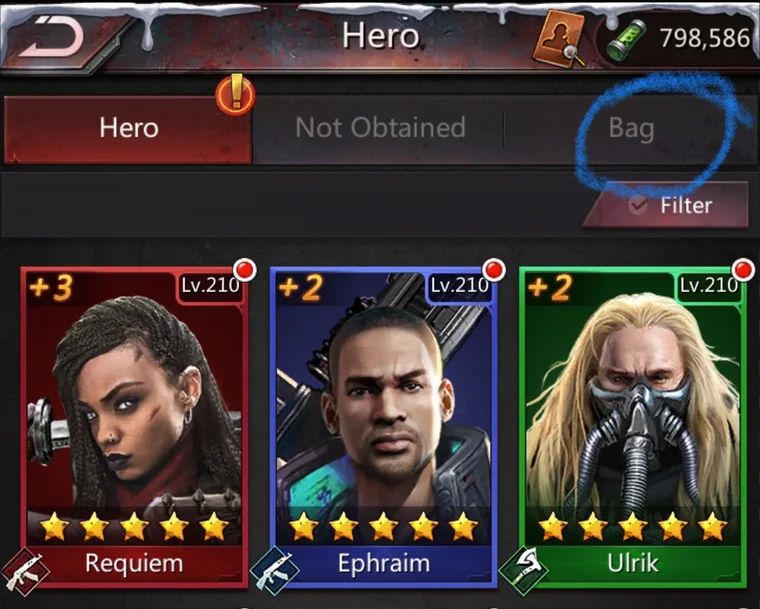 Hero
798,586
Hero
Not Obtained
Bag
Filter
+3
Lv.210
+2
Lv.210
+2
Lv.210
Requiem
Ephraim
Ulrik